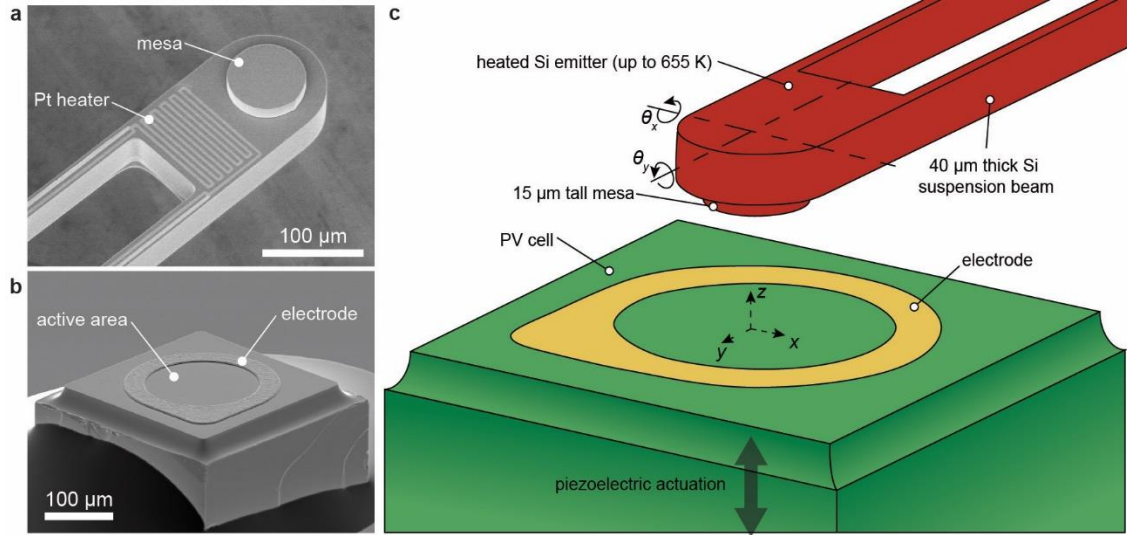 a
mesa
Pt heater
100 µm
b
active area
electrode
100 µm
c
heated Si emitter (up to 655 K)
θx
θy
15 µm tall mesa
40 µm thick Si
suspension beam
PV cell
electrode
z
y
x
piezoelectric actuation